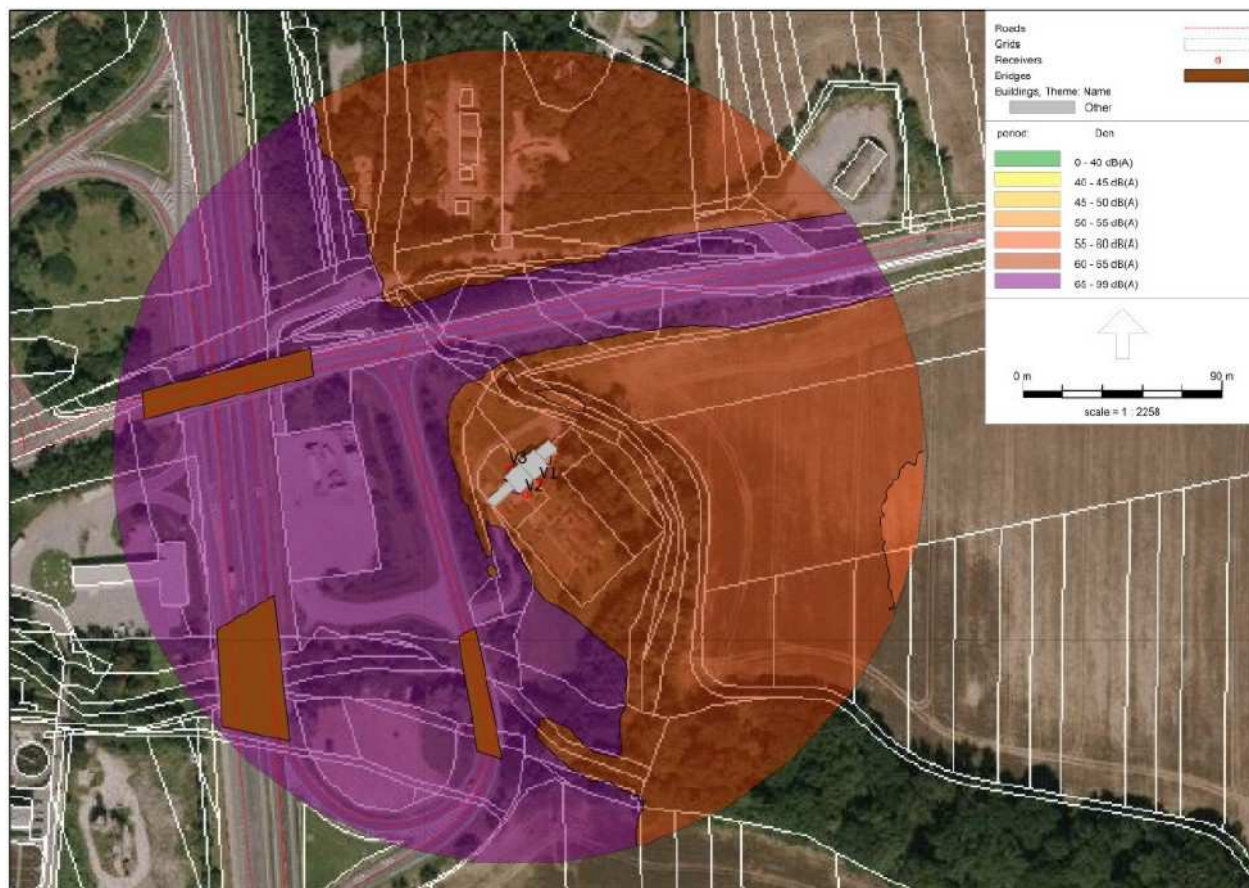 Roads
Grids
Receivers
Bridges
Buildings, Theme: Name
Other
period: Den
0 - 40 dB(A)
40 - 45 dB(A)
45 - 50 dB(A)
50 - 55 dB(A)
55 - 60 dB(A)
60 - 65 dB(A)
65 - 99 dB(A)
0 m 90 m
scale = 1 : 2258
V3
V1
V2